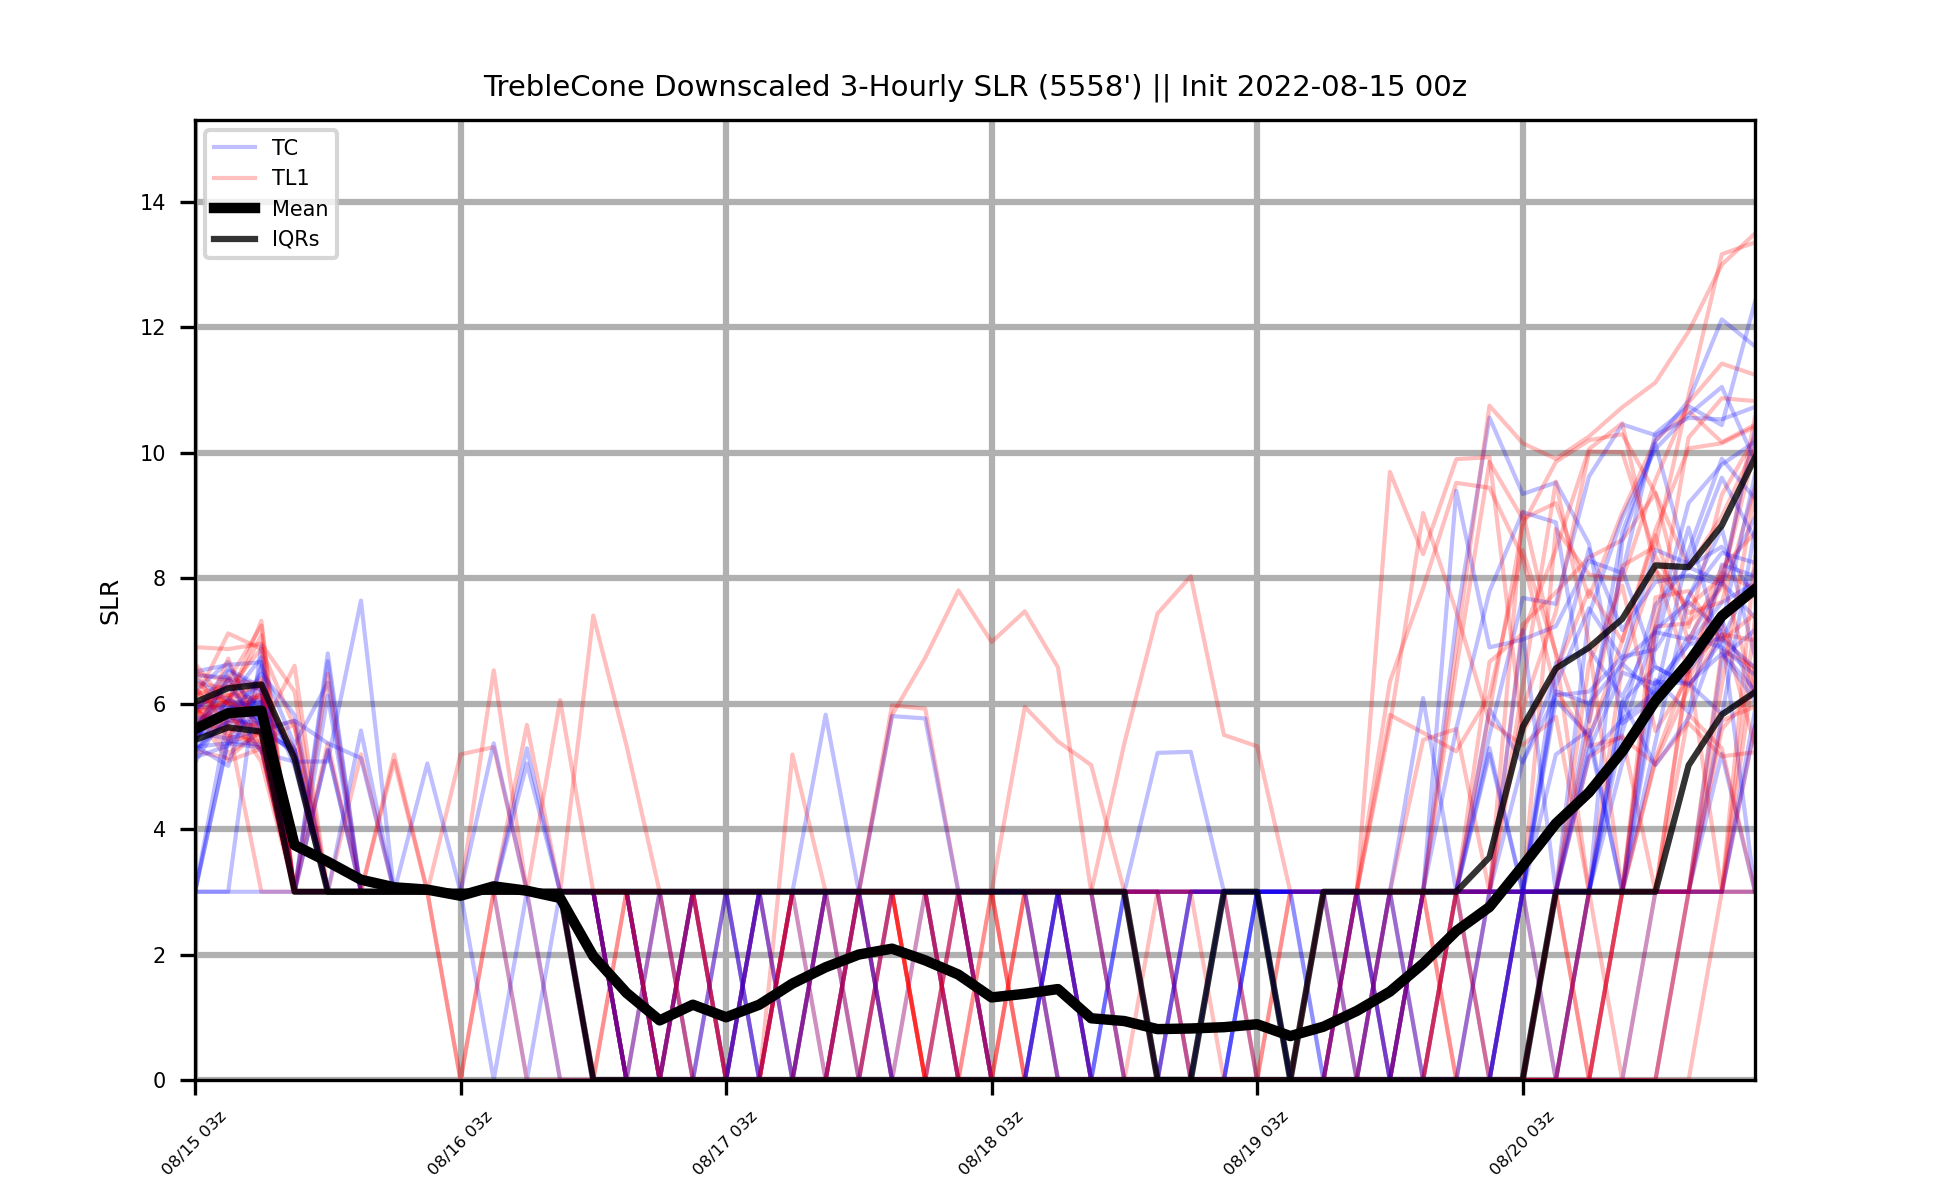 TrebleCone Downscaled 3-Hourly SLR (5558') || Init 2022-08-15 00z
TC
TL1
Mean
IQRs
SLR
14
12
10
8
6
4
2
0
08/15 03z
08/16 03z
08/17 03z
08/18 03z
08/19 03z
08/20 03z